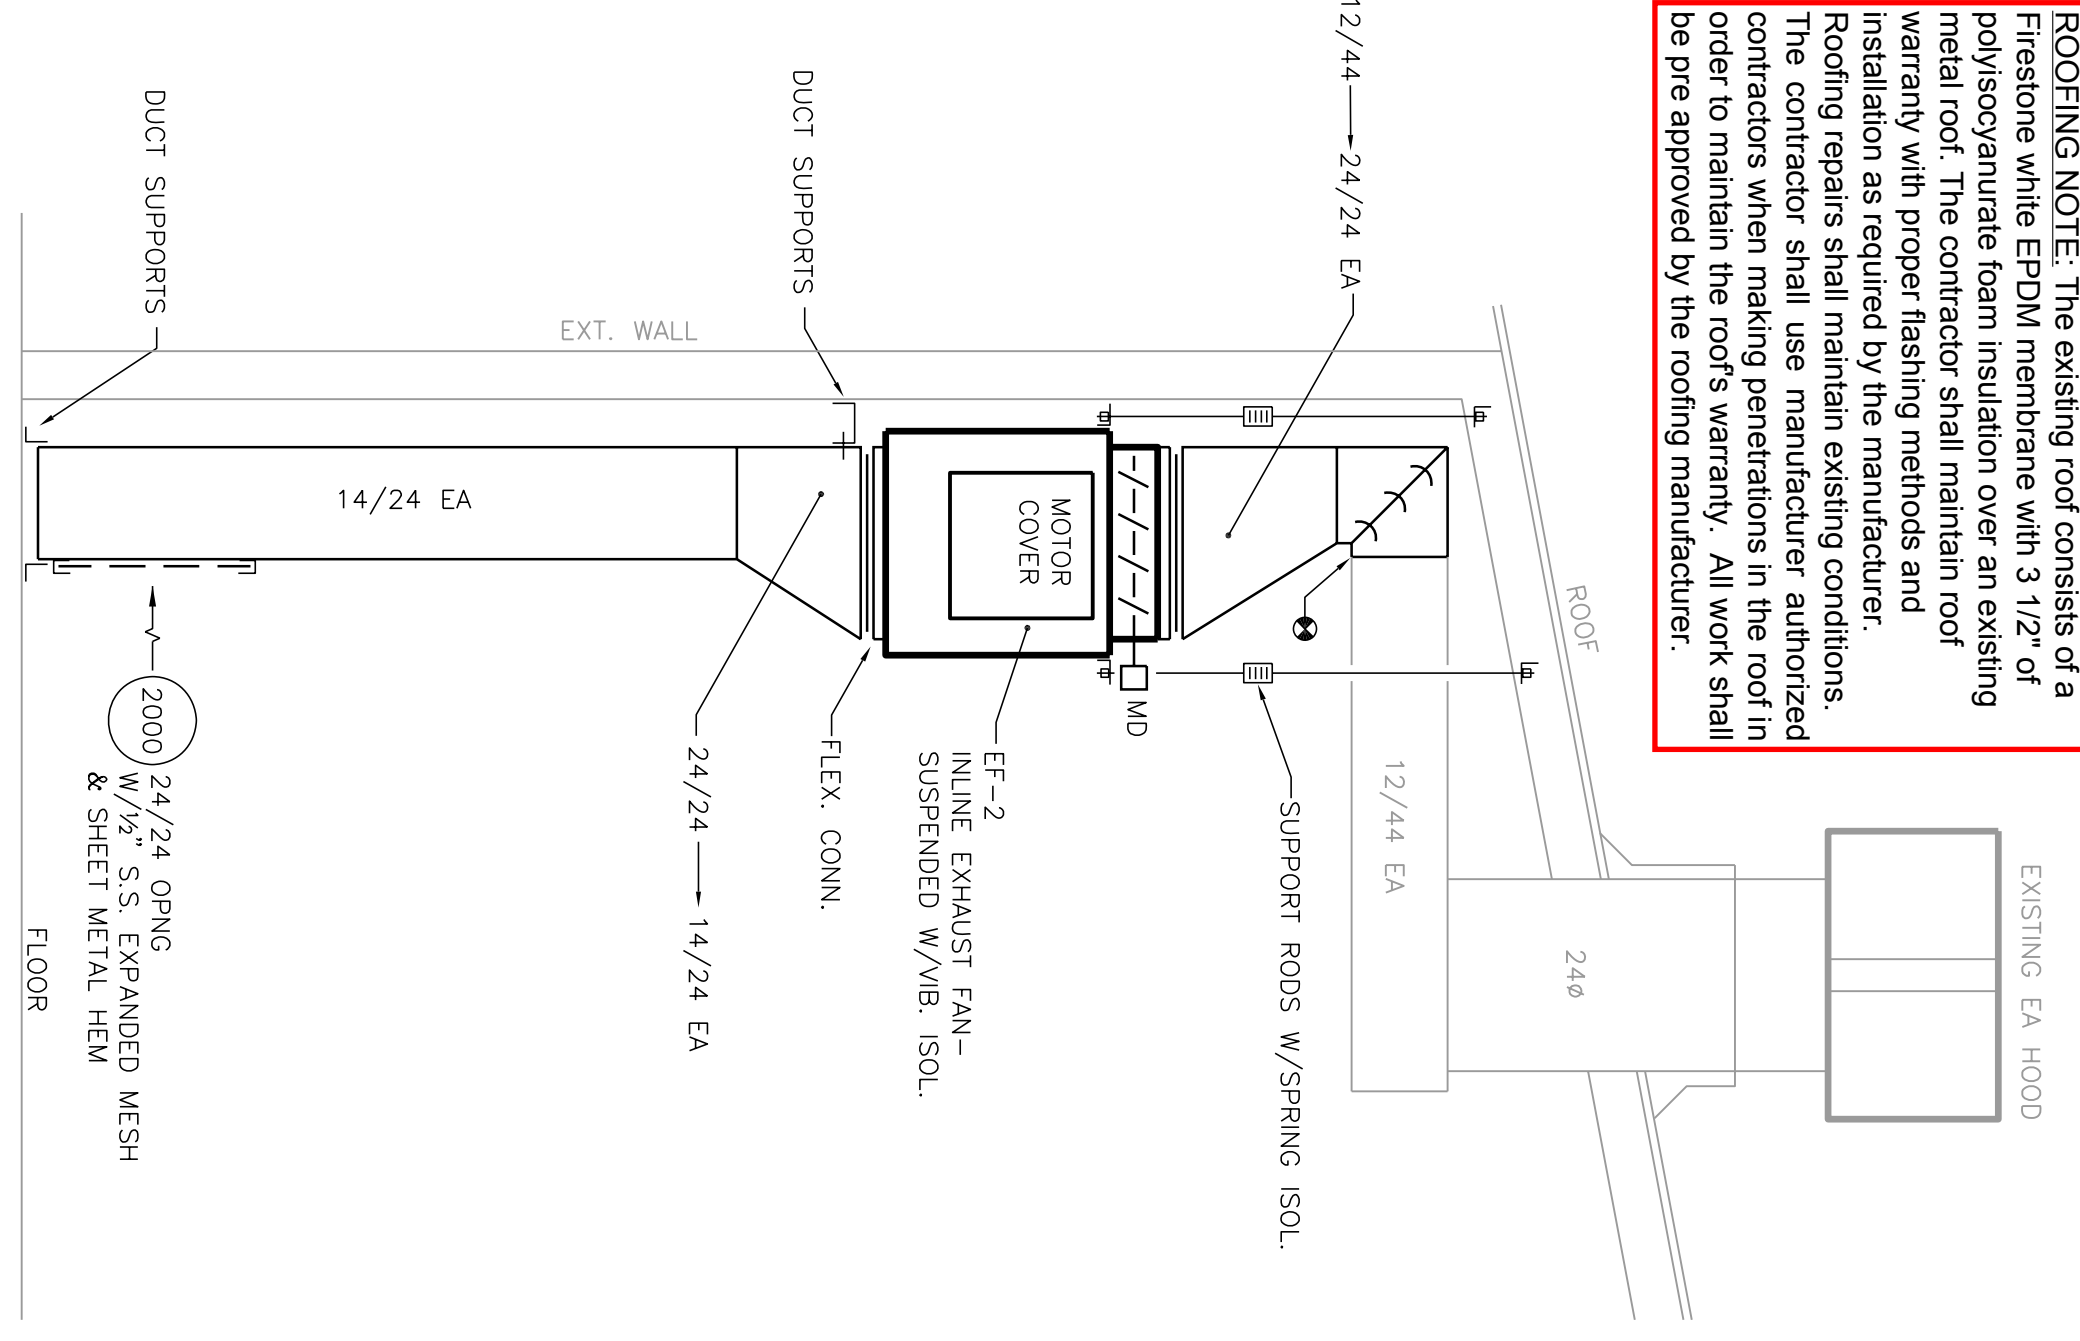 ROOFING NOTE: The existing roof consists of a
Firestone white EPDM membrane with 3 1/2" of
polyisocyanurate foam insulation over an existing
metal roof. The contractor shall maintain roof
warranty with proper flashing methods and
installation as required by the manufacturer.
Roofing repairs shall maintain existing conditions.
The contractor shall use manufacturer authorized
contractors when making penetrations in the roof in
order to maintain the roof's warranty. All work shall
be pre approved by the roofing manufacturer.
EXISTING EA HOOD
ROOF
24ø
12/44 EA
12/44 → 24/24 EA
SUPPORT RODS W/SPRING ISOL.
MD
MOTOR
COVER
EF-2
INLINE EXHAUST FAN-
SUSPENDED W/VIB. ISOL.
DUCT SUPPORTS
FLEX. CONN.
24/24 → 14/24 EA
EXT. WALL
14/24 EA
DUCT SUPPORTS
2000
24/24 OPNG
W/½" S.S. EXPANDED MESH
& SHEET METAL HEM
FLOOR